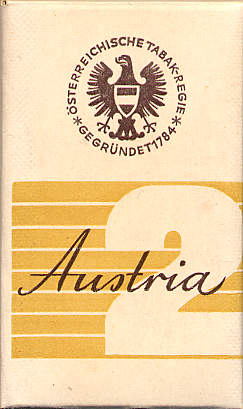 ÖSTERREICHISCHE TABAK-REGIE
* GEGRÜNDET 1784 *
2
Austria